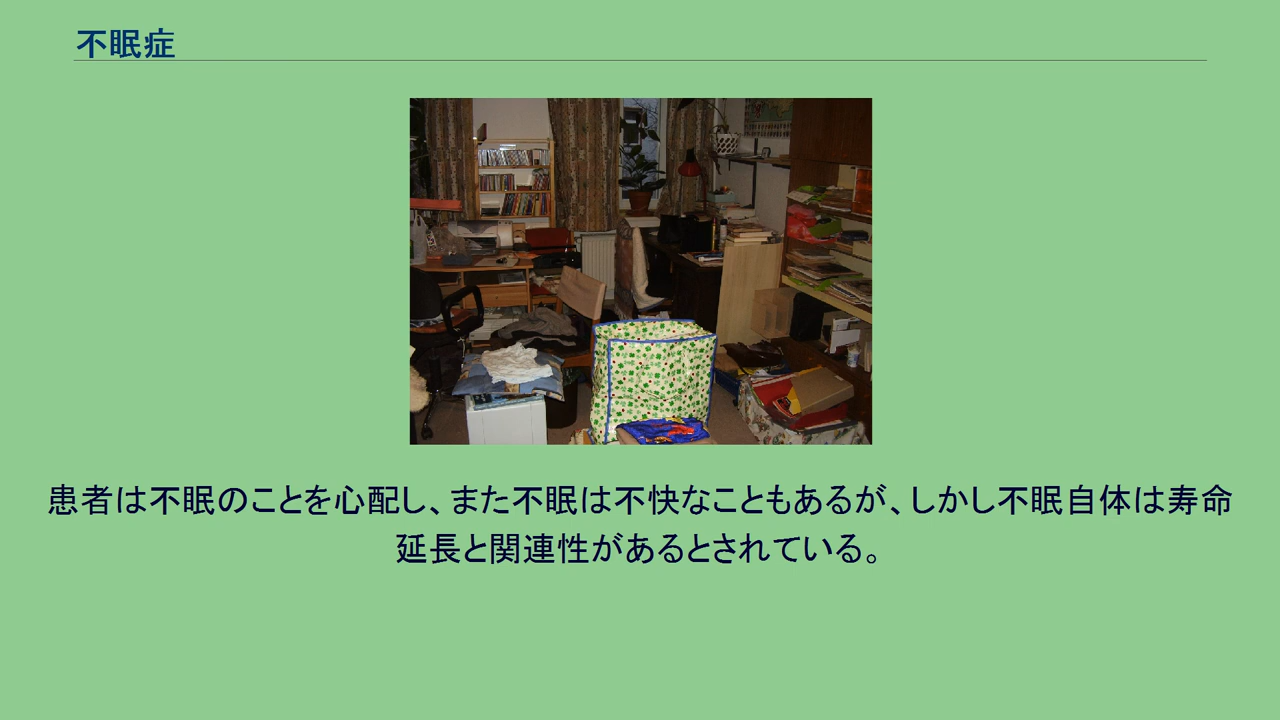 不眠症
患者は不眠のことを心配し、また不眠は不快なこともあるが、しかし不眠自体は寿命
延長と関連性があるとされている。